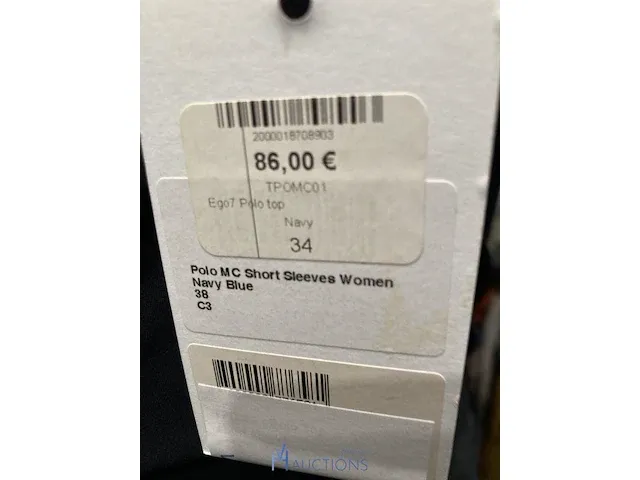 2000018708903
86,00 €
TPOMC01
Ego7 Polo top
Navy
34
Polo MC Short Sleeves Women
Navy Blue
38
C3
AUCTIONS